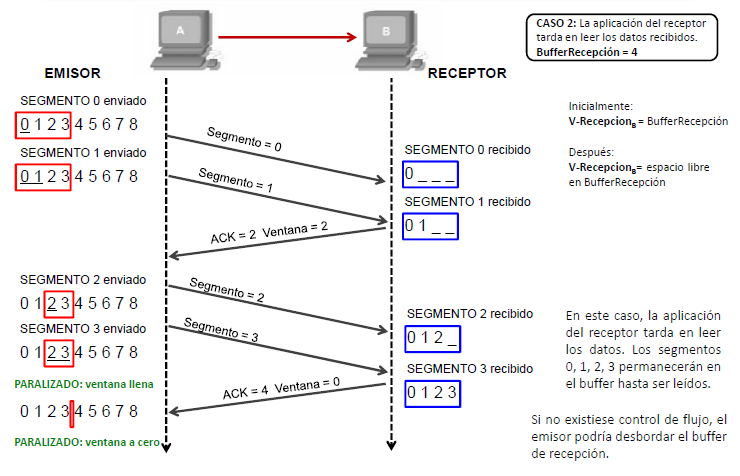 A
B
CASO 2: La aplicación del receptor
tarda en leer los datos recibidos.
BufferRecepción = 4
EMISOR
RECEPTOR
SEGMENTO 0 enviado
0 1 2 3 4 5 6 7 8
Segmento = 0
Inicialmente:
V-RecepcionB = BufferRecepción
SEGMENTO 1 enviado
0 1 2 3 4 5 6 7 8
Segmento = 1
SEGMENTO 0 recibido
0 _ _ _
Después:
V-RecepcionB= espacio libre
en BufferRecepción
SEGMENTO 1 recibido
0 1 _ _
ACK = 2 Ventana = 2
SEGMENTO 2 enviado
0 1 2 3 4 5 6 7 8
Segmento = 2
SEGMENTO 3 enviado
0 1 2 3 4 5 6 7 8
Segmento = 3
SEGMENTO 2 recibido
0 1 2 _
En este caso, la aplicación
del receptor tarda en leer
los datos. Los segmentos
0, 1, 2, 3 permanecerán en
el buffer hasta ser leídos.
SEGMENTO 3 recibido
0 1 2 3
PARALIZADO: ventana llena
ACK = 4 Ventana = 0
0 1 2 3 4 5 6 7 8
PARALIZADO: ventana a cero
Si no existiese control de flujo, el
emisor podría desbordar el buffer
de recepción.